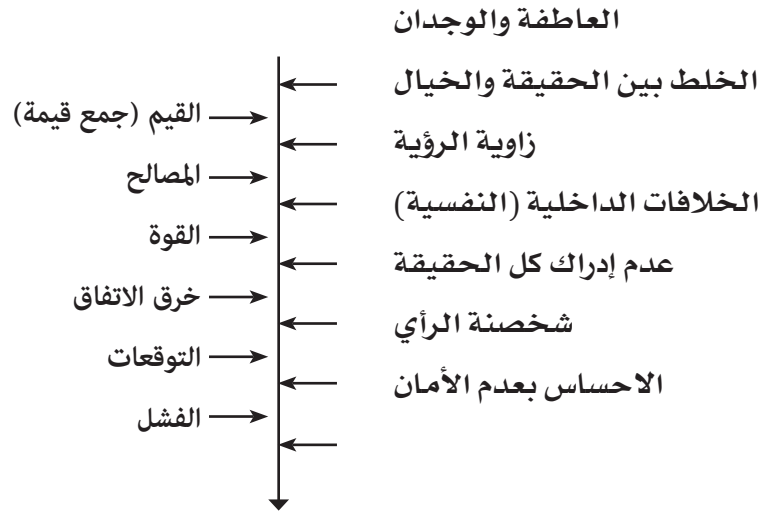 العاطفة والوجدان
الخلط بين الحقيقة والخيال
القيم (جمع قيمة)
زاوية الرؤية
المصالح
الخلافات الداخلية (النفسية)
القوة
عدم إدراك كل الحقيقة
خرق الاتفاق
شخصنة الرأي
التوقعات
الاحساس بعدم الأمان
الفشل